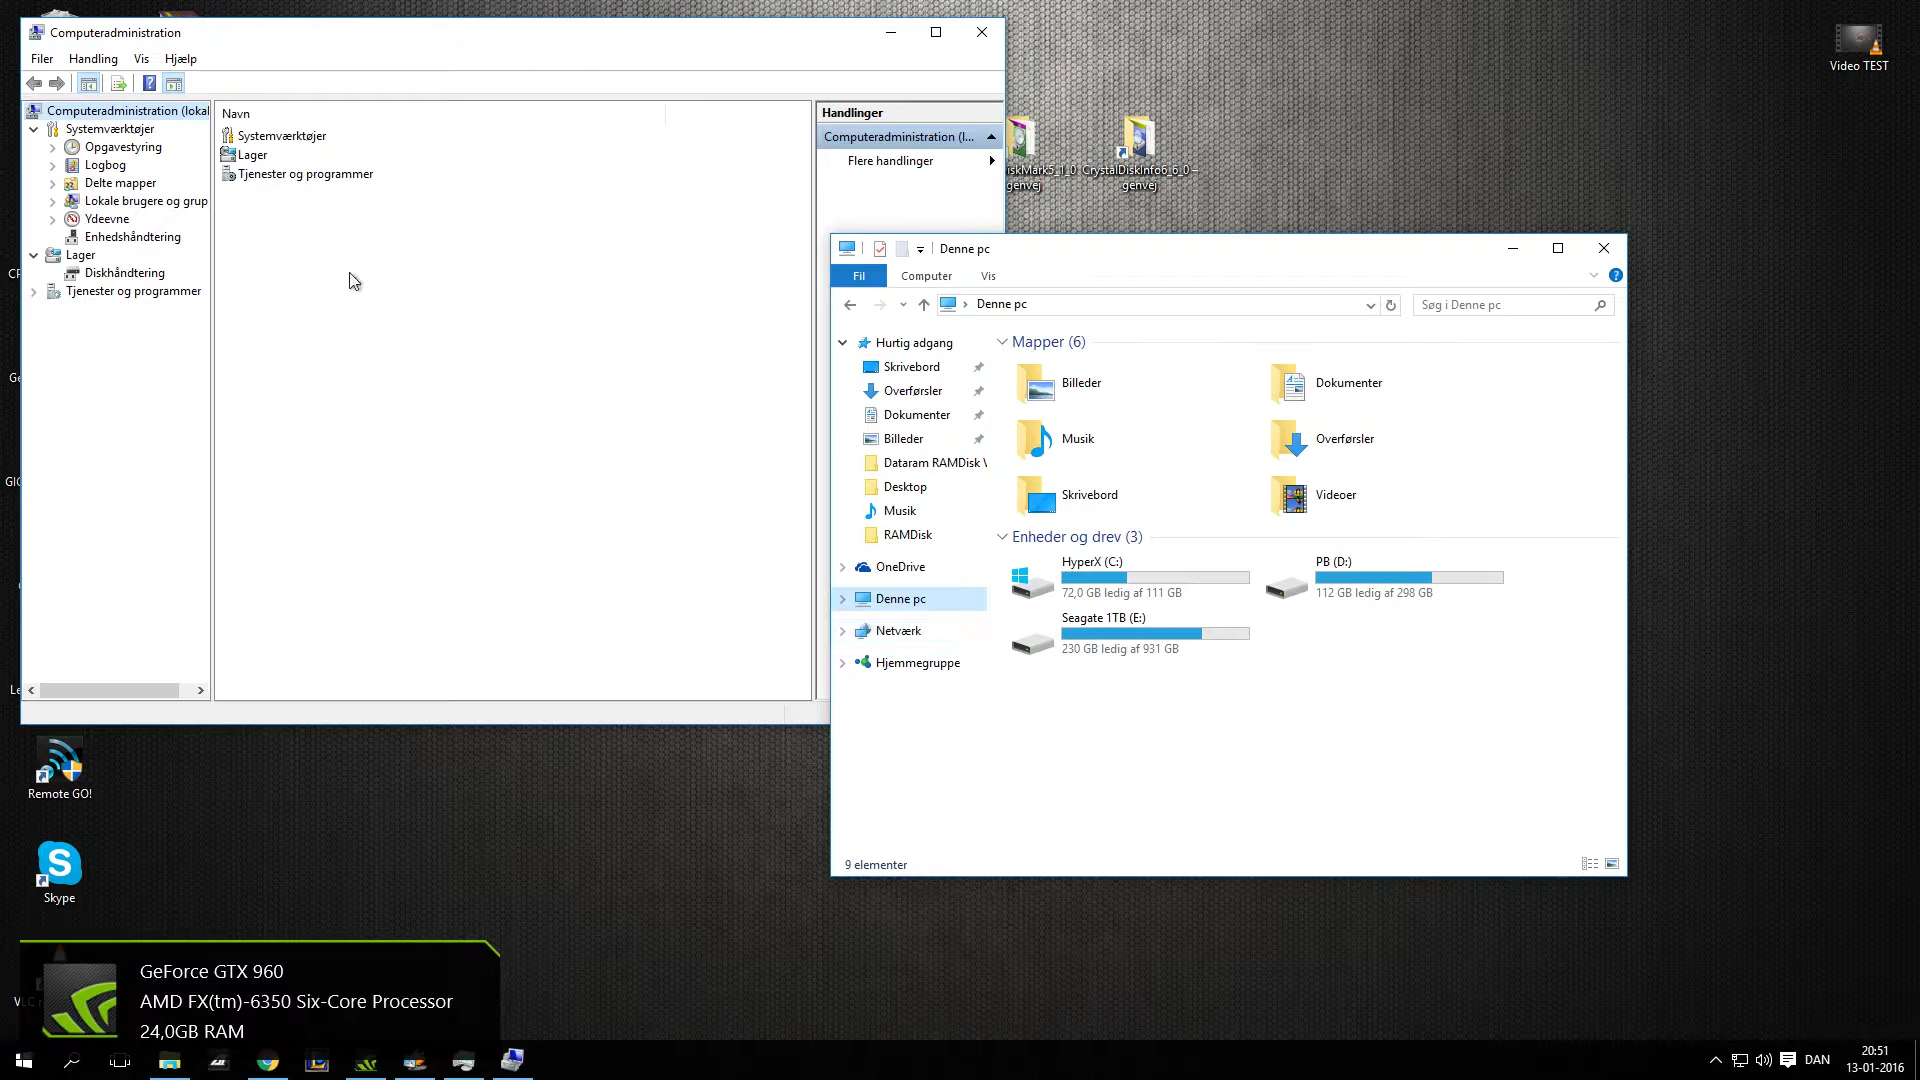 Computeradministration
Filer Handling Vis Hjælp
Computeradministration (lokal
Systemværktøjer
Opgavestyring
Logbog
Delte mapper
Lokale brugere og grup
Ydeevne
Enhedshåndtering
Lager
Diskhåndtering
Tjenester og programmer
Navn
Systemværktøjer
Lager
Tjenester og programmer
Handlinger
Computeradministration (l...
Flere handlinger
Video TEST
iskMark5_1_0
genvej
CrystalDiskInfo6_6_0 –
genvej
Denne pc
Fil Computer Vis
Denne pc
Søg i Denne pc
Hurtig adgang
Skrivebord
Overførsler
Dokumenter
Billeder
Dataram RAMDisk V
Desktop
Musik
RAMDisk
OneDrive
Denne pc
Netværk
Hjemmegruppe
Mapper (6)
Billeder
Dokumenter
Musik
Overførsler
Skrivebord
Videoer
Enheder og drev (3)
HyperX (C:)
72,0 GB ledig af 111 GB
PB (D:)
112 GB ledig af 298 GB
Seagate 1TB (E:)
230 GB ledig af 931 GB
9 elementer
Remote GO!
Skype
GeForce GTX 960
AMD FX(tm)-6350 Six-Core Processor
24,0GB RAM
DAN
20:51
13-01-2016